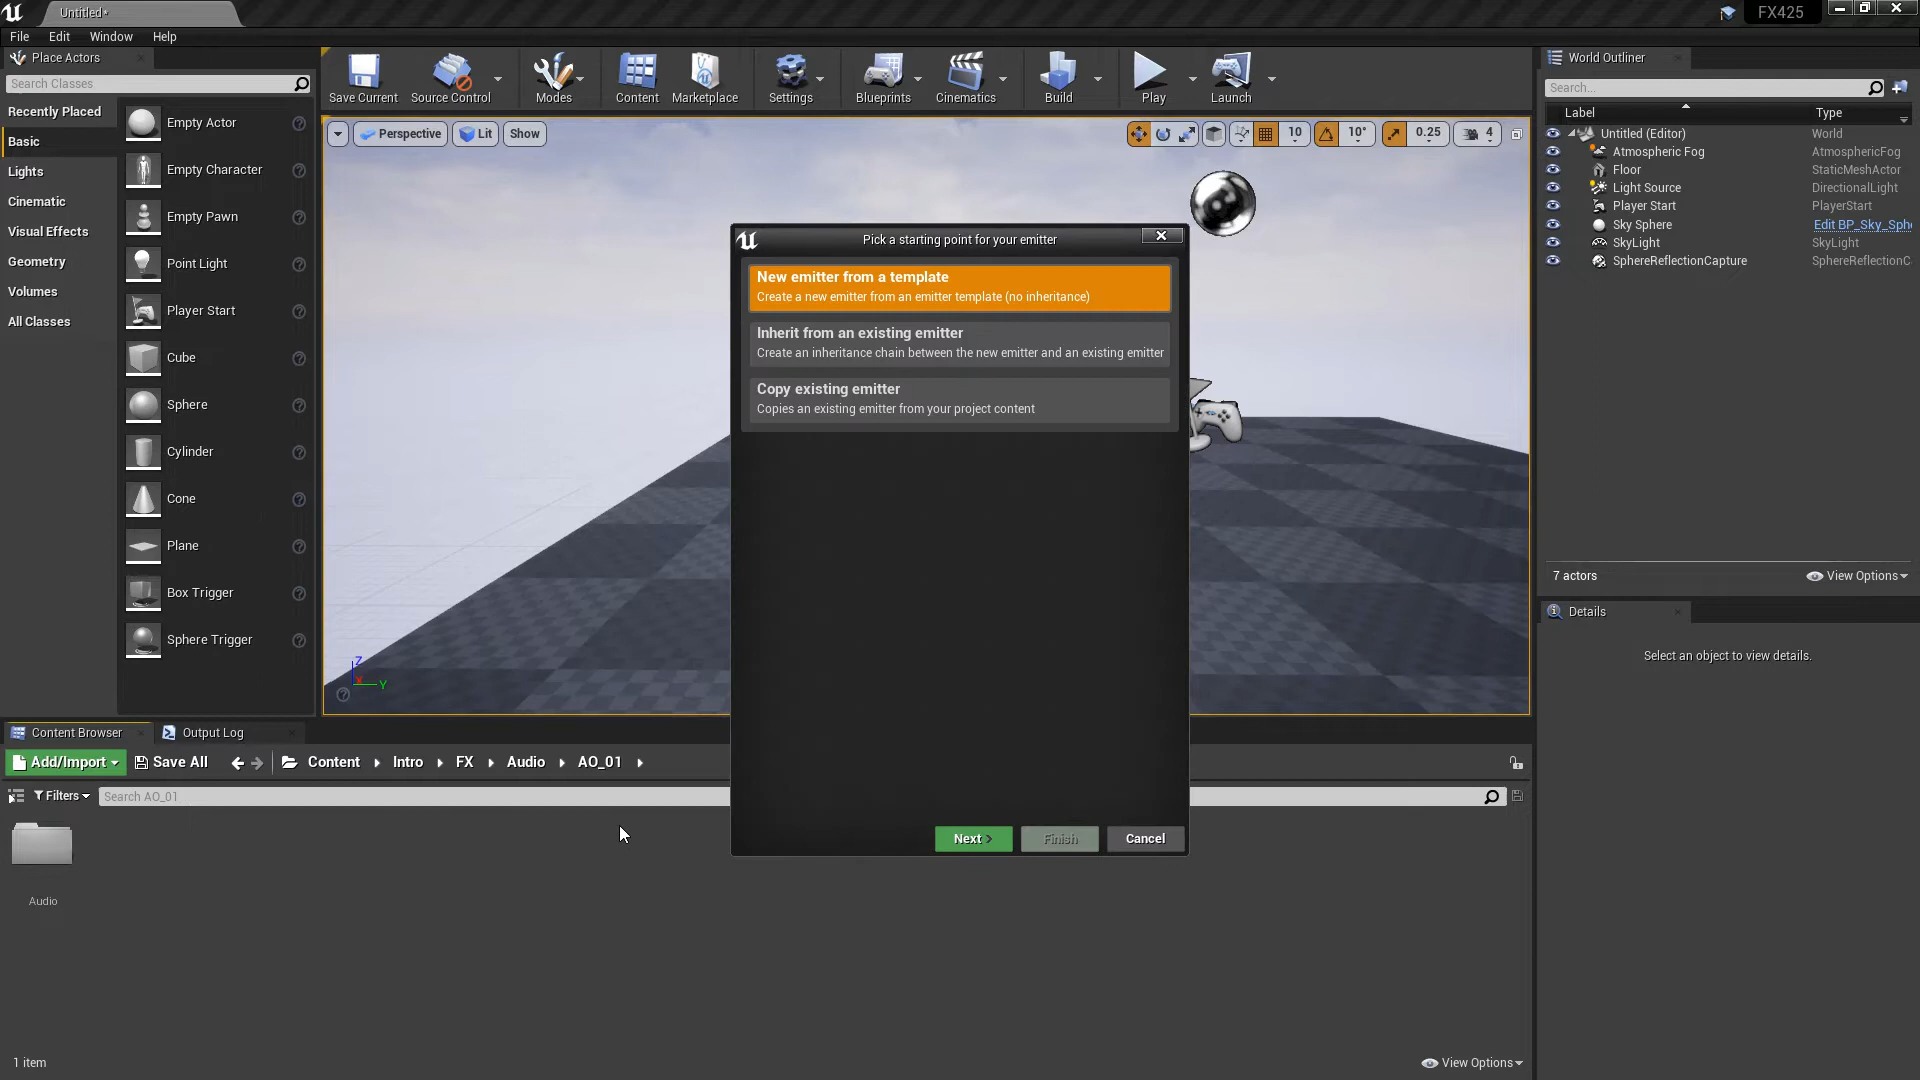 Untitled*
FX425
File
Edit
Window
Help
Place Actors
Search Classes
Recently Placed
Basic
Lights
Cinematic
Visual Effects
Geometry
Volumes
All Classes
Empty Actor
Empty Character
Empty Pawn
Point Light
Player Start
Cube
Sphere
Cylinder
Cone
Plane
Box Trigger
Sphere Trigger
Save Current
Source Control
Modes
Content
Marketplace
Settings
Blueprints
Cinematics
Build
Play
Launch
Perspective
Lit
Show
10
10°
0.25
4
Z
X
Y
Pick a starting point for your emitter
New emitter from a template
Create a new emitter from an emitter template (no inheritance)
Inherit from an existing emitter
Create an inheritance chain between the new emitter and an existing emitter
Copy existing emitter
Copies an existing emitter from your project content
Next >
Finish
Cancel
World Outliner
Search...
Label
Type
Untitled (Editor)
World
Atmospheric Fog
AtmosphericFog
Floor
StaticMeshActor
Light Source
DirectionalLight
Player Start
PlayerStart
Sky Sphere
Edit BP_Sky_Sph
SkyLight
SkyLight
SphereReflectionCapture
SphereReflectionC
7 actors
View Options
Details
Select an object to view details.
Content Browser
Output Log
Add/Import
Save All
Content
Intro
FX
Audio
AO_01
Filters
Search AO_01
Audio
1 item
View Options